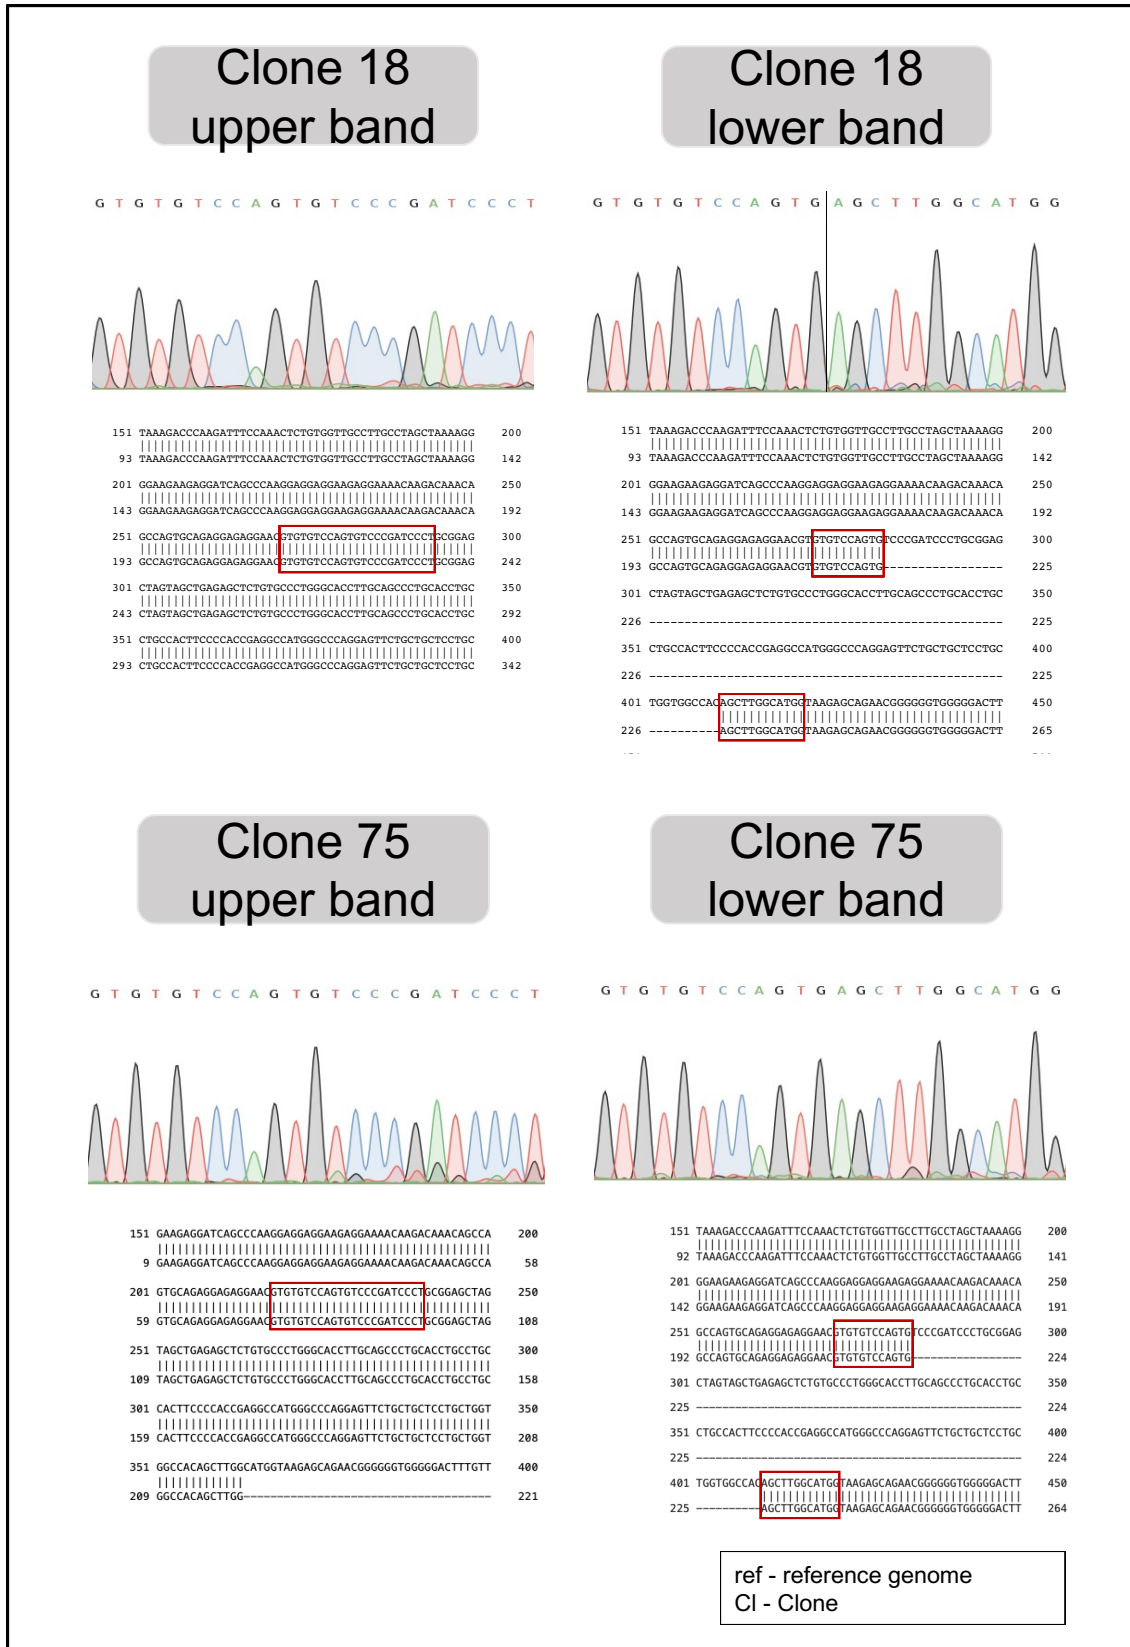 Clone 18
upper band
G T G T G T C C A G T G T C C C G A T C C C T
151 TAAAGACCCAAGATTTCCAAACTCTGTGGTTGCCTTGCCTAGCTAAAAGG 200
||||||||||||||||||||||||||||||||||||||||||||||||||
93 TAAAGACCCAAGATTTCCAAACTCTGTGGTTGCCTTGCCTAGCTAAAAGG 142
201 GGAAGAAGAGGATCAGCCCAAGGAGGAGGAAGAGGAAAACAAGACAAACA 250
||||||||||||||||||||||||||||||||||||||||||||||||||
143 GGAAGAAGAGGATCAGCCCAAGGAGGAGGAAGAGGAAAACAAGACAAACA 192
251 GCCAGTGCAGAGGAGAGGAACGTGTGTCCAGTGTCCCGATCCCTGCGGAG 300
||||||||||||||||||||||||||||||||||||||||||||||||||
193 GCCAGTGCAGAGGAGAGGAACGTGTGTCCAGTGTCCCGATCCCTGCGGAG 242
301 CTAGTAGCTGAGAGCTCTGTGCCCTGGGCACCTTGCAGCCCTGCACCTGC 350
||||||||||||||||||||||||||||||||||||||||||||||||||
243 CTAGTAGCTGAGAGCTCTGTGCCCTGGGCACCTTGCAGCCCTGCACCTGC 292
351 CTGCCACTTCCCCACCGAGGCCATGGGCCCAGGAGTTCTGCTGCTCCTGC 400
||||||||||||||||||||||||||||||||||||||||||||||||||
293 CTGCCACTTCCCCACCGAGGCCATGGGCCCAGGAGTTCTGCTGCTCCTGC 342
Clone 18
lower band
G T G T G T C C A G T G A G C T T G G C A T G G
151 TAAAGACCCAAGATTTCCAAACTCTGTGGTTGCCTTGCCTAGCTAAAAGG 200
||||||||||||||||||||||||||||||||||||||||||||||||||
93 TAAAGACCCAAGATTTCCAAACTCTGTGGTTGCCTTGCCTAGCTAAAAGG 142
201 GGAAGAAGAGGATCAGCCCAAGGAGGAGGAAGAGGAAAACAAGACAAACA 250
||||||||||||||||||||||||||||||||||||||||||||||||||
143 GGAAGAAGAGGATCAGCCCAAGGAGGAGGAAGAGGAAAACAAGACAAACA 192
251 GCCAGTGCAGAGGAGAGGAACGTGTGTCCAGTGTCCCGATCCCTGCGGAG 300
|||||||||||||||||||||||||||||||||
193 GCCAGTGCAGAGGAGAGGAACGTGTGTCCAGTG----------------- 225
301 CTAGTAGCTGAGAGCTCTGTGCCCTGGGCACCTTGCAGCCCTGCACCTGC 350
226 -------------------------------------------------- 225
351 CTGCCACTTCCCCACCGAGGCCATGGGCCCAGGAGTTCTGCTGCTCCTGC 400
226 -------------------------------------------------- 225
401 TGGTGGCCACAGCTTGGCATGGTAAGAGCAGAACGGGGGGTGGGGGACTT 450
||||||||||||||||||||||||||||||||||||||||
226 ----------AGCTTGGCATGGTAAGAGCAGAACGGGGGGTGGGGGACTT 265
Clone 75
upper band
G T G T G T C C A G T G T C C C G A T C C C T
151 GAAGAGGATCAGCCCAAGGAGGAGGAAGAGGAAAACAAGACAAACAGCCA 200
||||||||||||||||||||||||||||||||||||||||||||||||||
9 GAAGAGGATCAGCCCAAGGAGGAGGAAGAGGAAAACAAGACAAACAGCCA 58
201 GTGCAGAGGAGAGGAACGTGTGTCCAGTGTCCCGATCCCTGCGGAGCTAG 250
||||||||||||||||||||||||||||||||||||||||||||||||||
59 GTGCAGAGGAGAGGAACGTGTGTCCAGTGTCCCGATCCCTGCGGAGCTAG 108
251 TAGCTGAGAGCTCTGTGCCCTGGGCACCTTGCAGCCCTGCACCTGCCTGC 300
||||||||||||||||||||||||||||||||||||||||||||||||||
109 TAGCTGAGAGCTCTGTGCCCTGGGCACCTTGCAGCCCTGCACCTGCCTGC 158
301 CACTTCCCCACCGAGGCCATGGGCCCAGGAGTTCTGCTGCTCCTGCTGGT 350
||||||||||||||||||||||||||||||||||||||||||||||||||
159 CACTTCCCCACCGAGGCCATGGGCCCAGGAGTTCTGCTGCTCCTGCTGGT 208
351 GGCCACAGCTTGGCATGGTAAGAGCAGAACGGGGGGTGGGGGACTTTGTT 400
|||||||||||||
209 GGCCACAGCTTGG------------------------------------- 221
Clone 75
lower band
G T G T G T C C A G T G A G C T T G G C A T G G
151 TAAAGACCCAAGATTTCCAAACTCTGTGGTTGCCTTGCCTAGCTAAAAGG 200
||||||||||||||||||||||||||||||||||||||||||||||||||
92 TAAAGACCCAAGATTTCCAAACTCTGTGGTTGCCTTGCCTAGCTAAAAGG 141
201 GGAAGAAGAGGATCAGCCCAAGGAGGAGGAAGAGGAAAACAAGACAAACA 250
||||||||||||||||||||||||||||||||||||||||||||||||||
142 GGAAGAAGAGGATCAGCCCAAGGAGGAGGAAGAGGAAAACAAGACAAACA 191
251 GCCAGTGCAGAGGAGAGGAACGTGTGTCCAGTGTCCCGATCCCTGCGGAG 300
|||||||||||||||||||||||||||||||||
192 GCCAGTGCAGAGGAGAGGAACGTGTGTCCAGTG----------------- 224
301 CTAGTAGCTGAGAGCTCTGTGCCCTGGGCACCTTGCAGCCCTGCACCTGC 350
225 -------------------------------------------------- 224
351 CTGCCACTTCCCCACCGAGGCCATGGGCCCAGGAGTTCTGCTGCTCCTGC 400
225 -------------------------------------------------- 224
401 TGGTGGCCACAGCTTGGCATGGTAAGAGCAGAACGGGGGGTGGGGGACTT 450
||||||||||||||||||||||||||||||||||||||||
225 ----------AGCTTGGCATGGTAAGAGCAGAACGGGGGGTGGGGGACTT 264
ref - reference genome
Cl - Clone